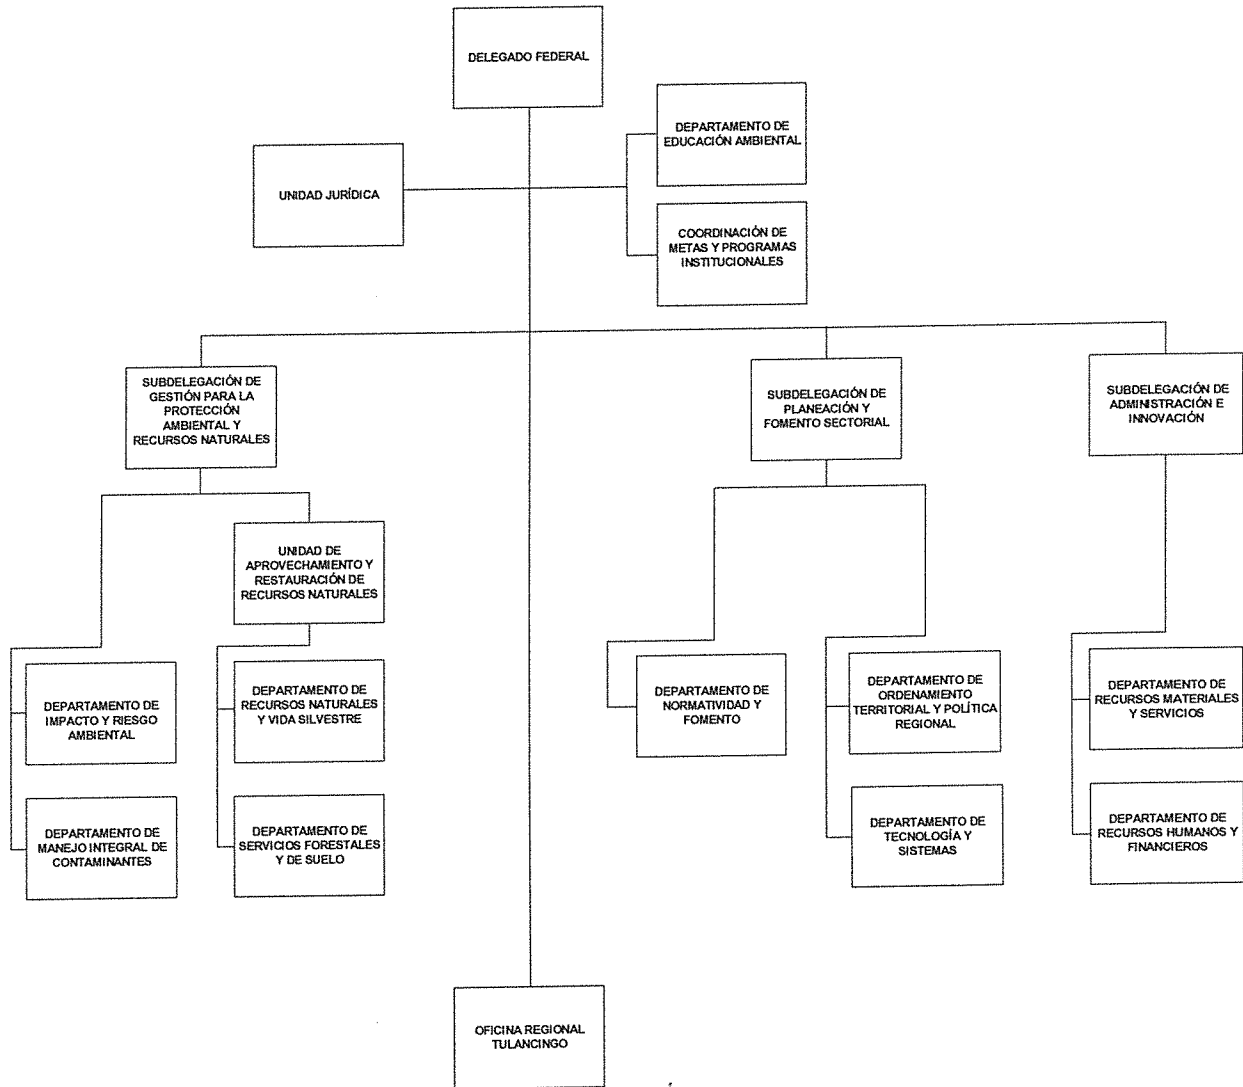 DELEGADO FEDERAL
DEPARTAMENTO DE
EDUCACIÓN AMBIENTAL
UNIDAD JURÍDICA
COORDINACIÓN DE
METAS Y PROGRAMAS
INSTITUCIONALES
SUBDELEGACIÓN DE
GESTIÓN PARA LA
PROTECCIÓN
AMBIENTAL Y
RECURSOS NATURALES
SUBDELEGACIÓN DE
PLANEACIÓN Y
FOMENTO SECTORIAL
SUBDELEGACIÓN DE
ADMINISTRACIÓN E
INNOVACIÓN
UNIDAD DE
APROVECHAMIENTO Y
RESTAURACIÓN DE
RECURSOS NATURALES
DEPARTAMENTO DE
IMPACTO Y RIESGO
AMBIENTAL
DEPARTAMENTO DE
RECURSOS NATURALES
Y VIDA SILVESTRE
DEPARTAMENTO DE
NORMATIVIDAD Y
FOMENTO
DEPARTAMENTO DE
ORDENAMIENTO
TERRITORIAL Y POLÍTICA
REGIONAL
DEPARTAMENTO DE
RECURSOS MATERIALES
Y SERVICIOS
DEPARTAMENTO DE
MANEJO INTEGRAL DE
CONTAMINANTES
DEPARTAMENTO DE
SERVICIOS FORESTALES
Y DE SUELO
DEPARTAMENTO DE
TECNOLOGÍA Y
SISTEMAS
DEPARTAMENTO DE
RECURSOS HUMANOS Y
FINANCIEROS
OFICINA REGIONAL
TULANCINGO